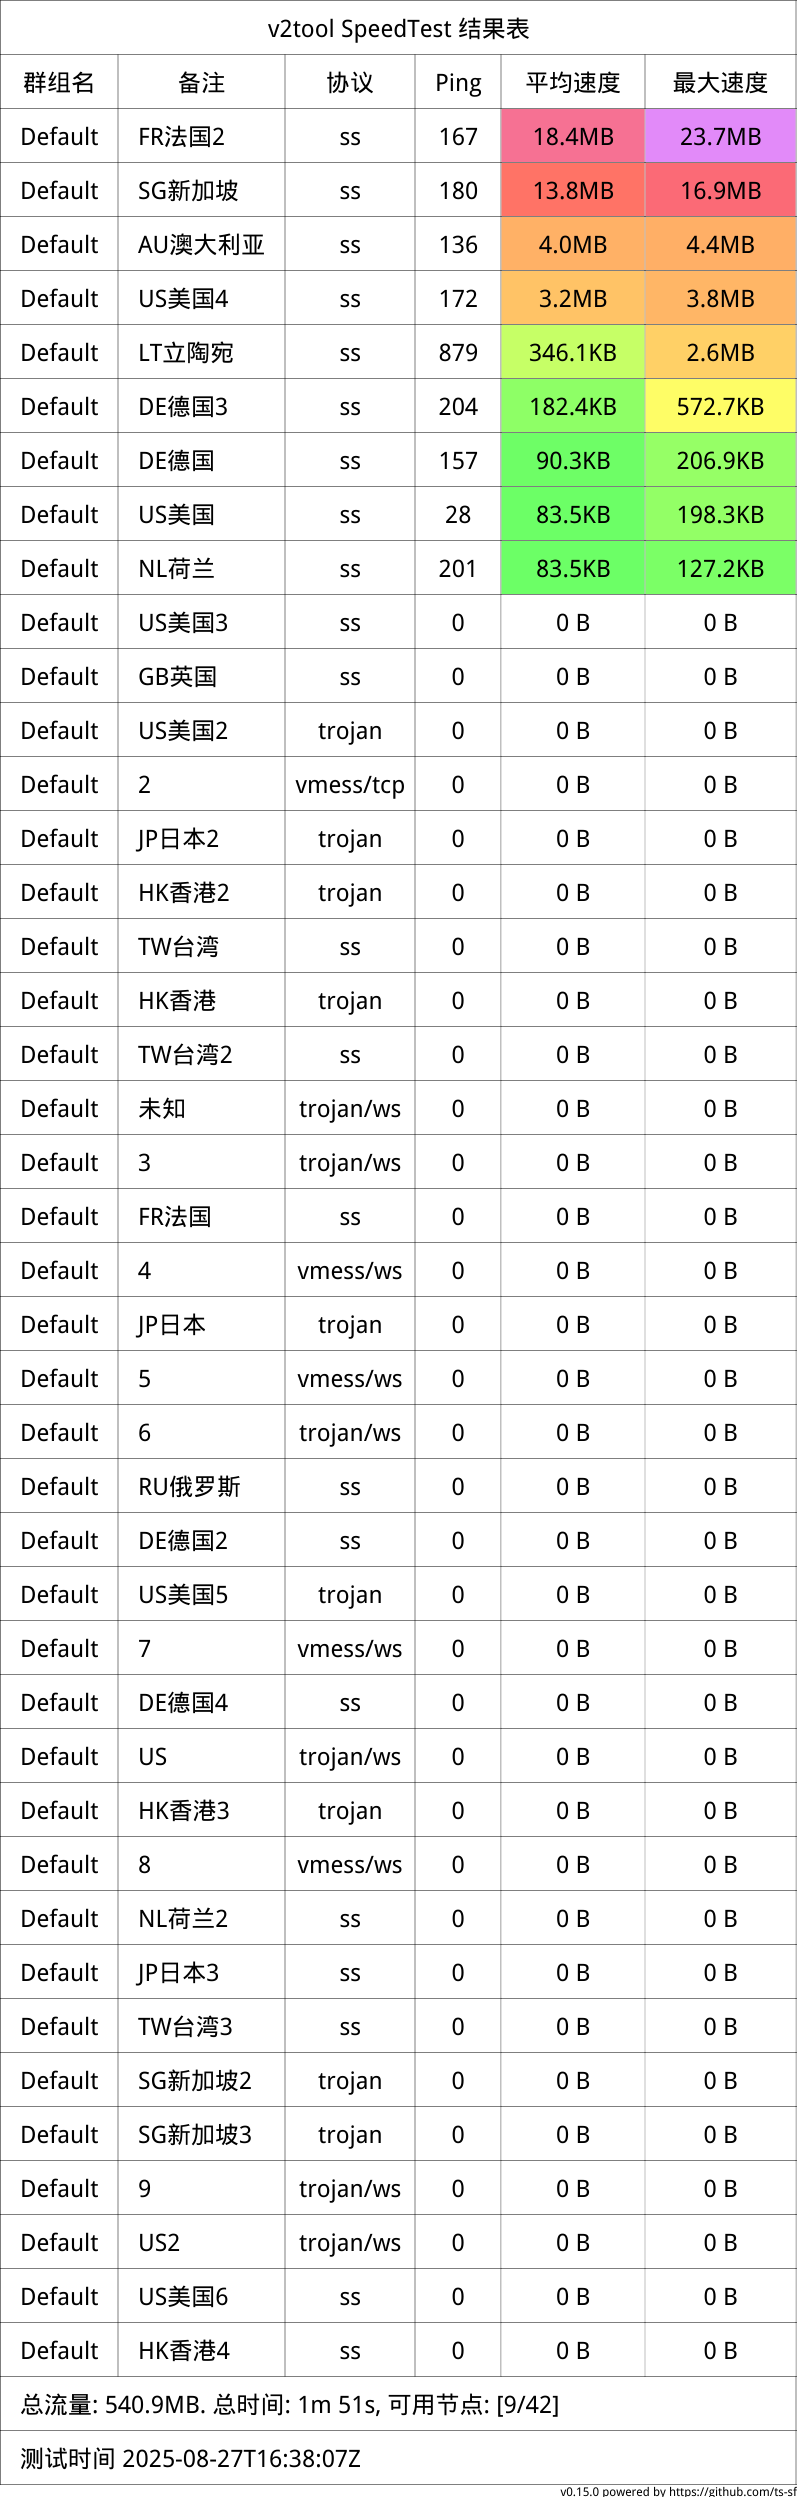 v2tool SpeedTest 结果表
群组名 备注 协议 Ping 平均速度 最大速度
Default FR法国2 ss 167 18.4MB 23.7MB
Default SG新加坡 ss 180 13.8MB 16.9MB
Default AU澳大利亚 ss 136 4.0MB 4.4MB
Default US美国4 ss 172 3.2MB 3.8MB
Default LT立陶宛 ss 879 346.1KB 2.6MB
Default DE德国3 ss 204 182.4KB 572.7KB
Default DE德国 ss 157 90.3KB 206.9KB
Default US美国 ss 28 83.5KB 198.3KB
Default NL荷兰 ss 201 83.5KB 127.2KB
Default US美国3 ss 0 0 B 0 B
Default GB英国 ss 0 0 B 0 B
Default US美国2 trojan 0 0 B 0 B
Default 2 vmess/tcp 0 0 B 0 B
Default JP日本2 trojan 0 0 B 0 B
Default HK香港2 trojan 0 0 B 0 B
Default TW台湾 ss 0 0 B 0 B
Default HK香港 trojan 0 0 B 0 B
Default TW台湾2 ss 0 0 B 0 B
Default 未知 trojan/ws 0 0 B 0 B
Default 3 trojan/ws 0 0 B 0 B
Default FR法国 ss 0 0 B 0 B
Default 4 vmess/ws 0 0 B 0 B
Default JP日本 trojan 0 0 B 0 B
Default 5 vmess/ws 0 0 B 0 B
Default 6 trojan/ws 0 0 B 0 B
Default RU俄罗斯 ss 0 0 B 0 B
Default DE德国2 ss 0 0 B 0 B
Default US美国5 trojan 0 0 B 0 B
Default 7 vmess/ws 0 0 B 0 B
Default DE德国4 ss 0 0 B 0 B
Default US trojan/ws 0 0 B 0 B
Default HK香港3 trojan 0 0 B 0 B
Default 8 vmess/ws 0 0 B 0 B
Default NL荷兰2 ss 0 0 B 0 B
Default JP日本3 ss 0 0 B 0 B
Default TW台湾3 ss 0 0 B 0 B
Default SG新加坡2 trojan 0 0 B 0 B
Default SG新加坡3 trojan 0 0 B 0 B
Default 9 trojan/ws 0 0 B 0 B
Default US2 trojan/ws 0 0 B 0 B
Default US美国6 ss 0 0 B 0 B
Default HK香港4 ss 0 0 B 0 B
总流量: 540.9MB. 总时间: 1m 51s, 可用节点: [9/42]
测试时间 2025-08-27T16:38:07Z
v0.15.0 powered by https://github.com/ts-sf